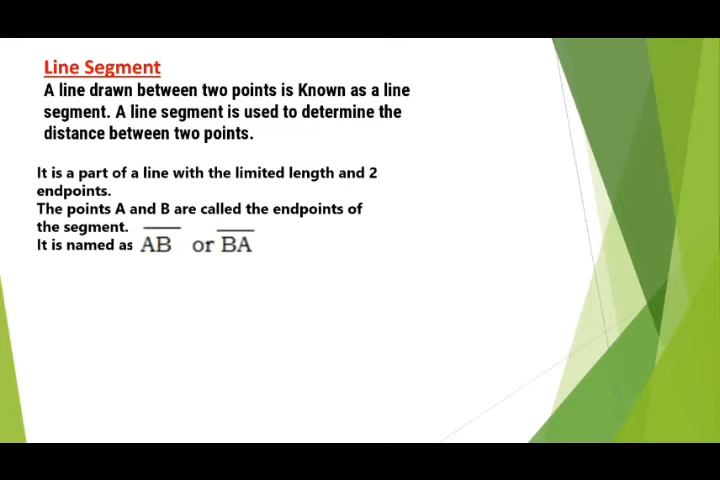 Line Segment
A line drawn between two points is Known as a line
segment. A line segment is used to determine the
distance between two points.
It is a part of a line with the limited length and 2
endpoints.
The points A and B are called the endpoints of
the segment.
It is named as A̅B̅ or B̅A̅